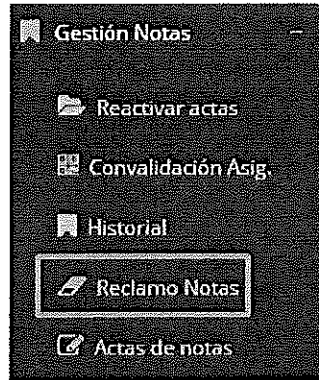 Gestión Notas
Reactivar actas
Convalidación Asig.
Historial
Reclamo Notas
Actas de notas